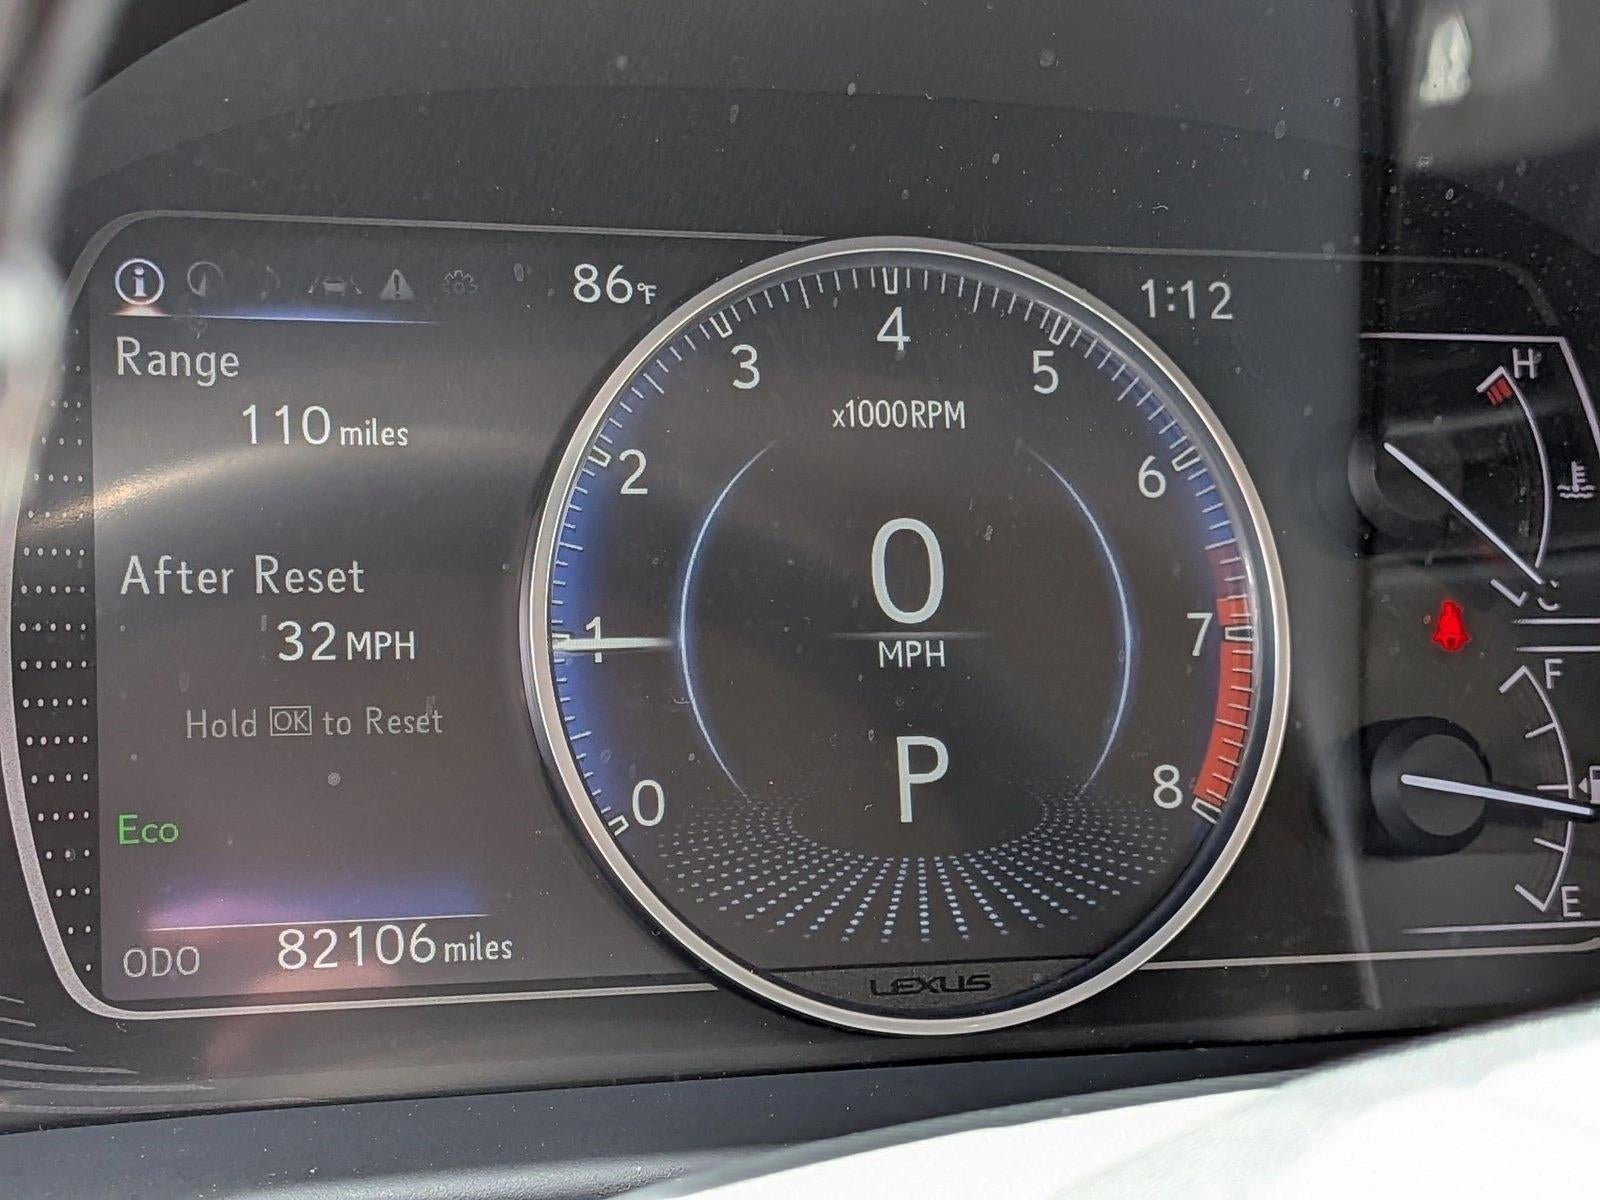 86°F
1:12
Range
110 miles
After Reset
32 MPH
Hold OK to Reset
Eco
ODO 82106 miles
0
1
2
3
4
5
6
7
8
x1000RPM
0
MPH
P
LEXUS
H
C
F
E